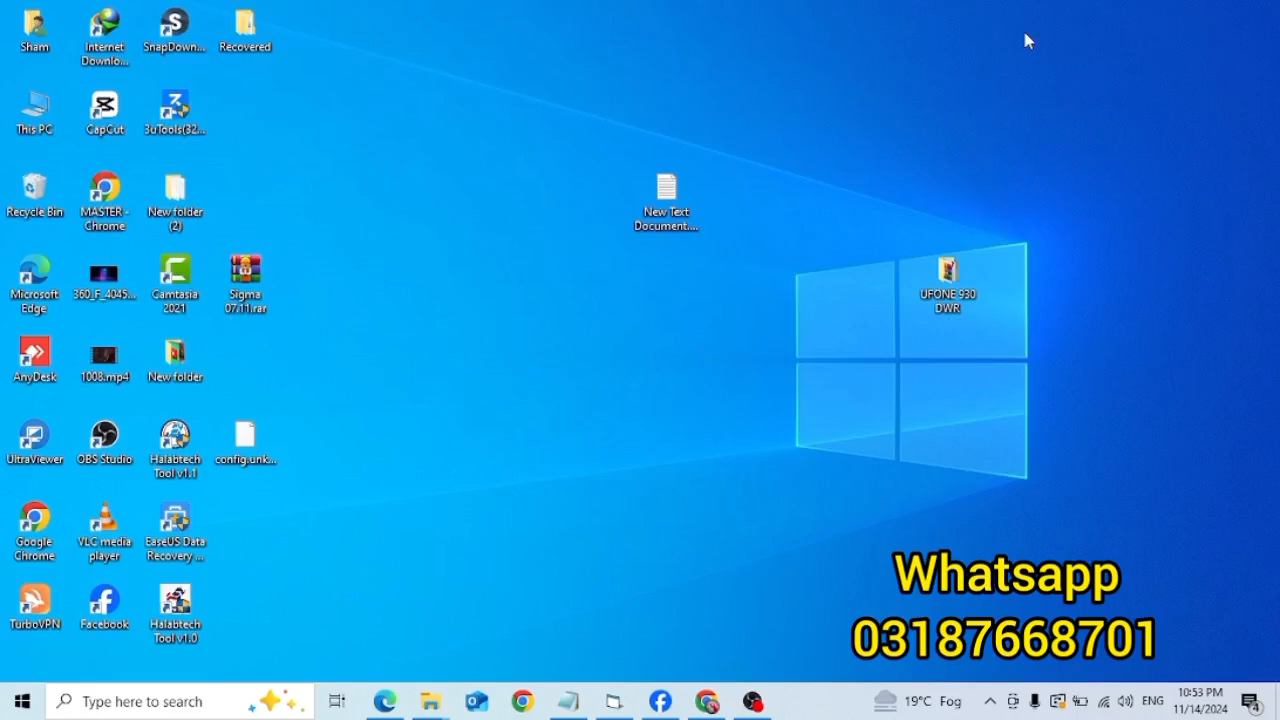 Sham
Internet
Downlo...
SnapDown...
Recovered
This PC
CapCut
3uTools(32...
Recycle Bin
MASTER -
Chrome
New folder
(2)
New Text
Document....
Microsoft
Edge
360_F_4045...
Camtasia
2021
Sigma
07.11.rar
UFONE 930
DWR
AnyDesk
1008.mp4
New folder
UltraViewer
OBS Studio
Halabtech
Tool v1.1
config.unk...
Google
Chrome
VLC media
player
EaseUS Data
Recovery ...
TurboVPN
Facebook
Halabtech
Tool v1.0
Whatsapp
03187668701
Type here to search
19°C Fog
ENG
10:53 PM
11/14/2024
4